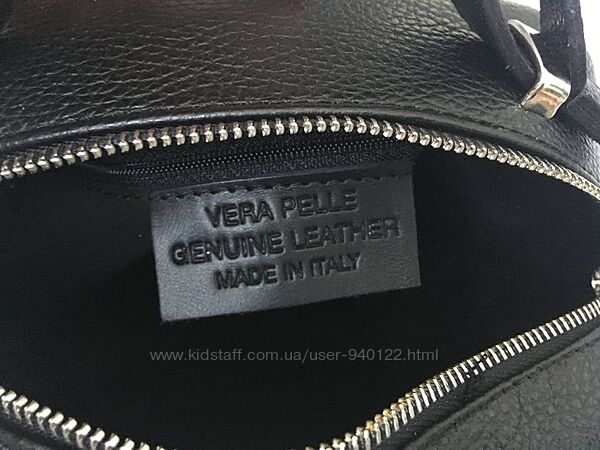 VERA PELLE
GENUINE LEATHER
MADE IN ITALY
www.kidstaff.com.ua/user-940122.html